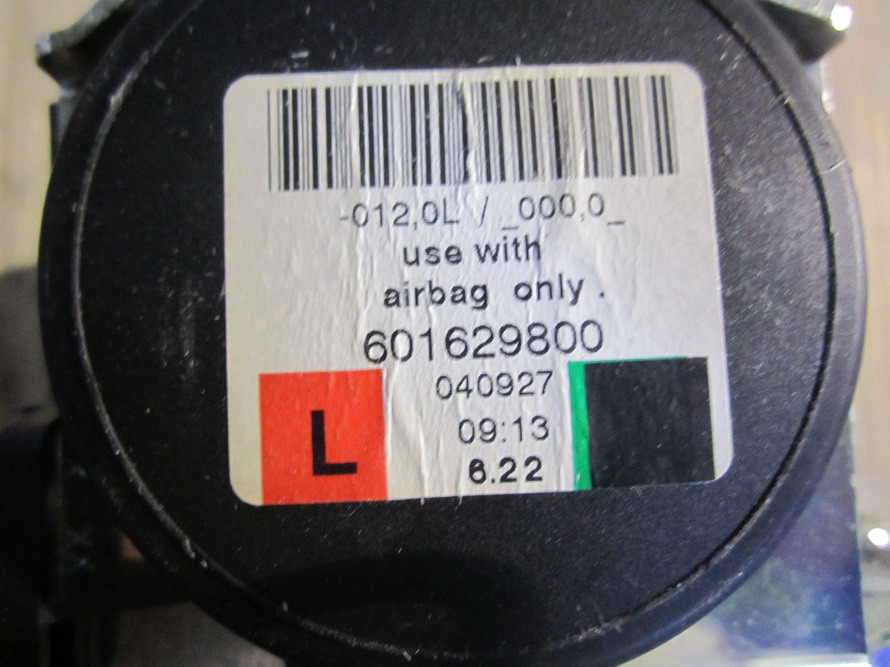 -012,0L / _000,0_
use with
airbag only .
601629800
040927
L
09:13
6.22